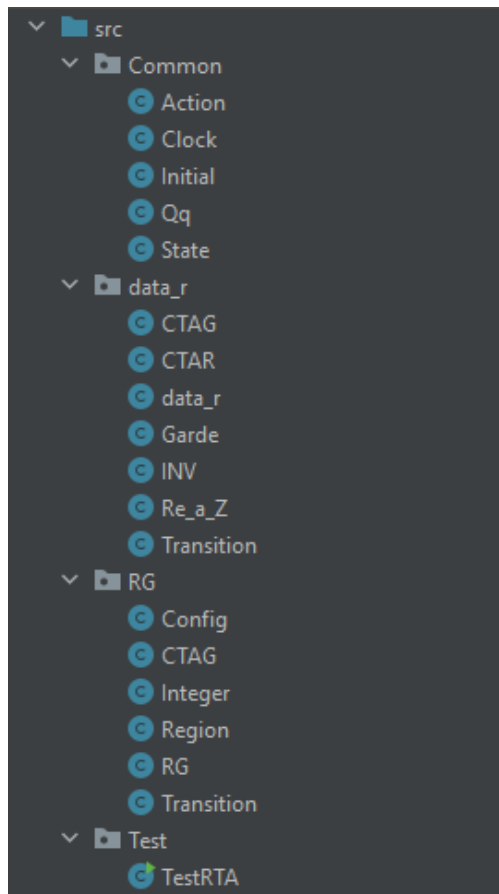 src
Common
Action
Clock
Initial
Qq
State
data_r
CTAG
CTAR
data_r
Garde
INV
Re_a_Z
Transition
RG
Config
CTAG
Integer
Region
RG
Transition
Test
TestRTA